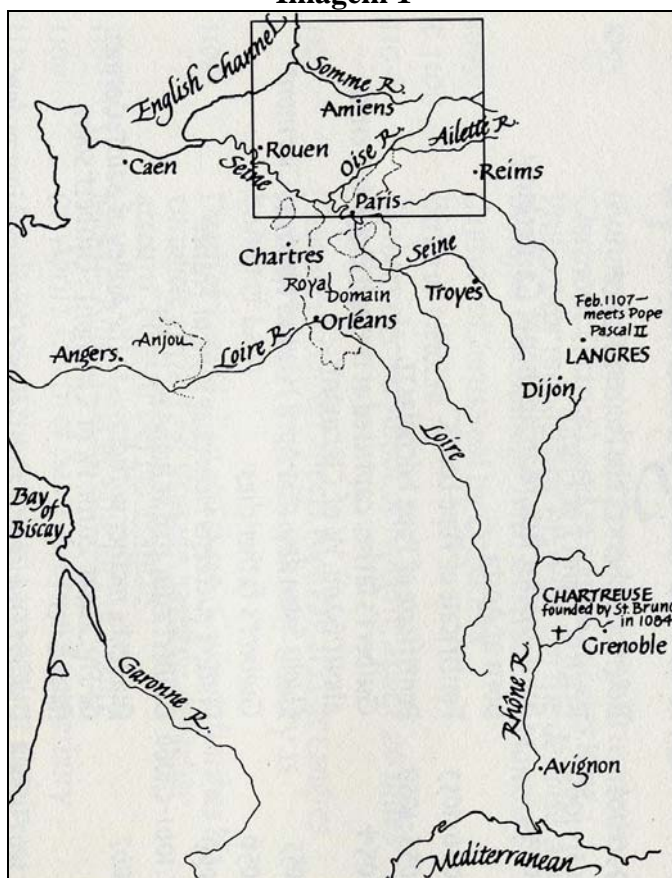 Imagem 1
English Channel
Somme R.
Amiens
Oise R.
Ailette R.
Rouen
Seine
Caen
Reims
Paris
Chartres
Seine
Royal
Domain
Troyes
Feb. 1107—
meets Pope
Pascal II
LANGRES
Orléans
Anjou
Angers
Loire R.
Dijon
Loire
Bay
of
Biscay
CHARTREUSE
founded by St. Bruno
in 1084
Grenoble
Garonne R.
Rhône R.
Avignon
Mediterranean